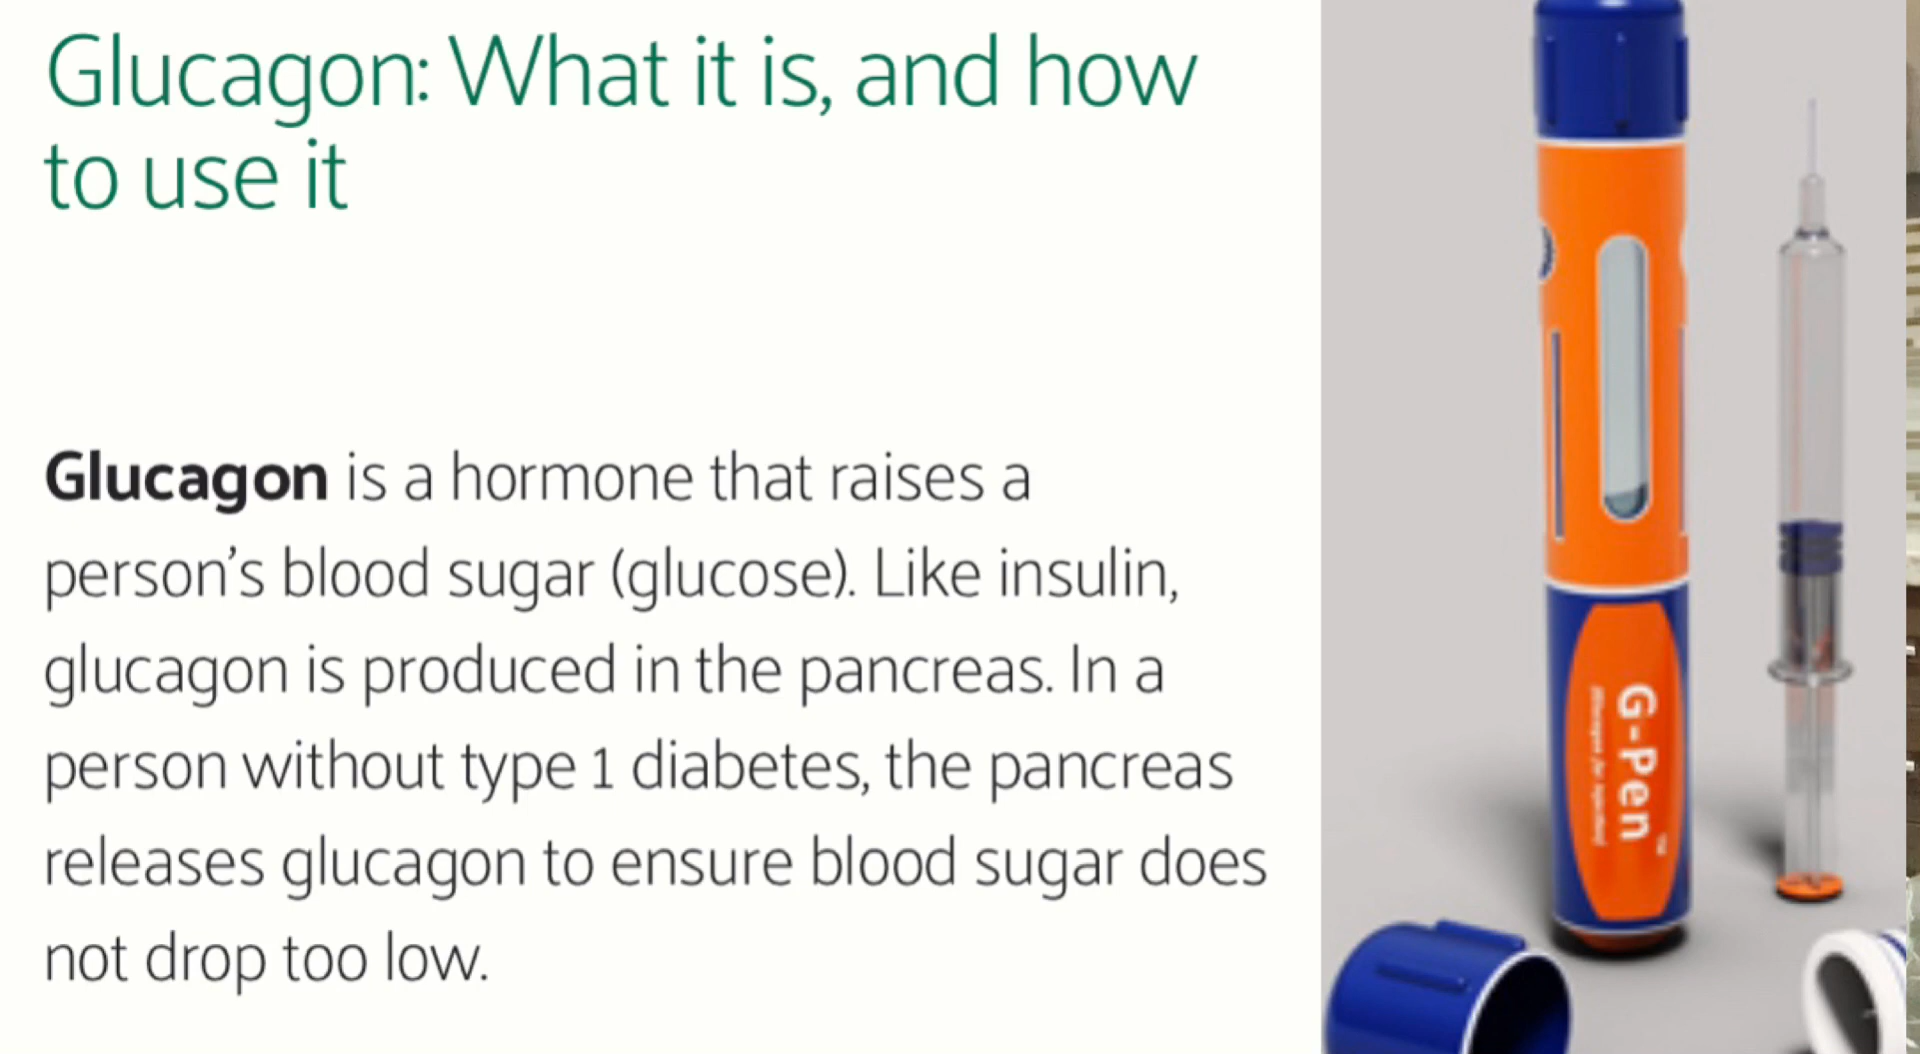 Glucagon: What it is, and how
to use it
Glucagon is a hormone that raises a
person’s blood sugar (glucose). Like insulin,
glucagon is produced in the pancreas. In a
person without type 1 diabetes, the pancreas
releases glucagon to ensure blood sugar does
not drop too low.
G-Pen™